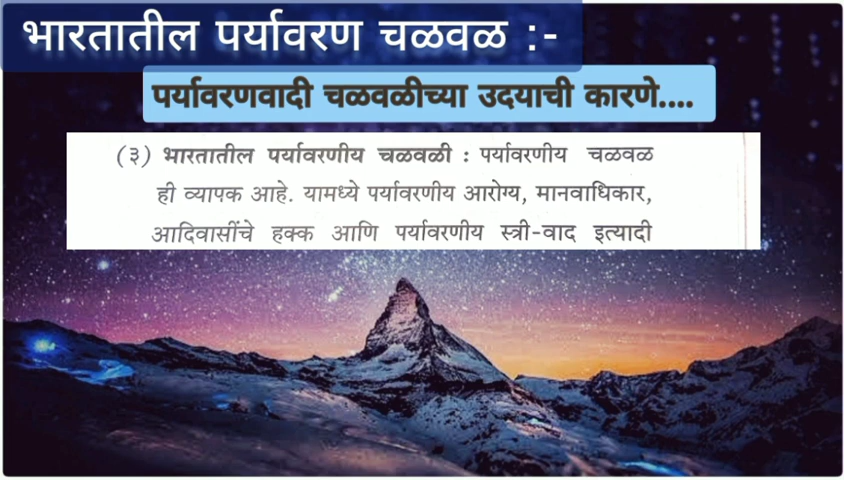 भारतातील पर्यावरण चळवळ :-
पर्यावरणवादी चळवळीच्या उदयाची कारणे....
(३) भारतातील पर्यावरणीय चळवळी : पर्यावरणीय चळवळ
ही व्यापक आहे. यामध्ये पर्यावरणीय आरोग्य, मानवाधिकार,
आदिवासींचे हक्क आणि पर्यावरणीय स्त्री-वाद इत्यादी